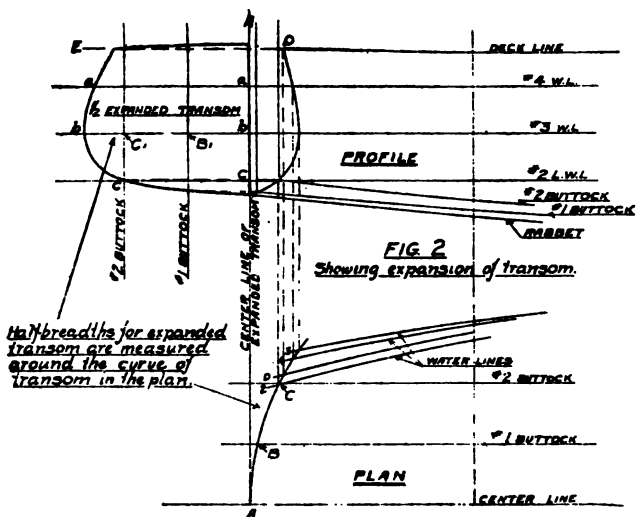 E
D
DECK LINE
a
a
#4 W.L.
½ EXPANDED TRANSOM
b
C₁
B₁
b
#3 W.L
PROFILE
c
C
#2 L.W.L
#2 BUTTOCK
#1 BUTTOCK
RABBET
#2 BUTTOCK
#1 BUTTOCK
CENTER LINE OF
EXPANDED TRANSOM
FIG. 2
Showing expansion of transom.
Half-breadths for expanded
transom are measured
around the curve of
transom in the plan.
WATER LINES
D
C
#2 BUTTOCK
B
#1 BUTTOCK
PLAN
CENTER LINE
A